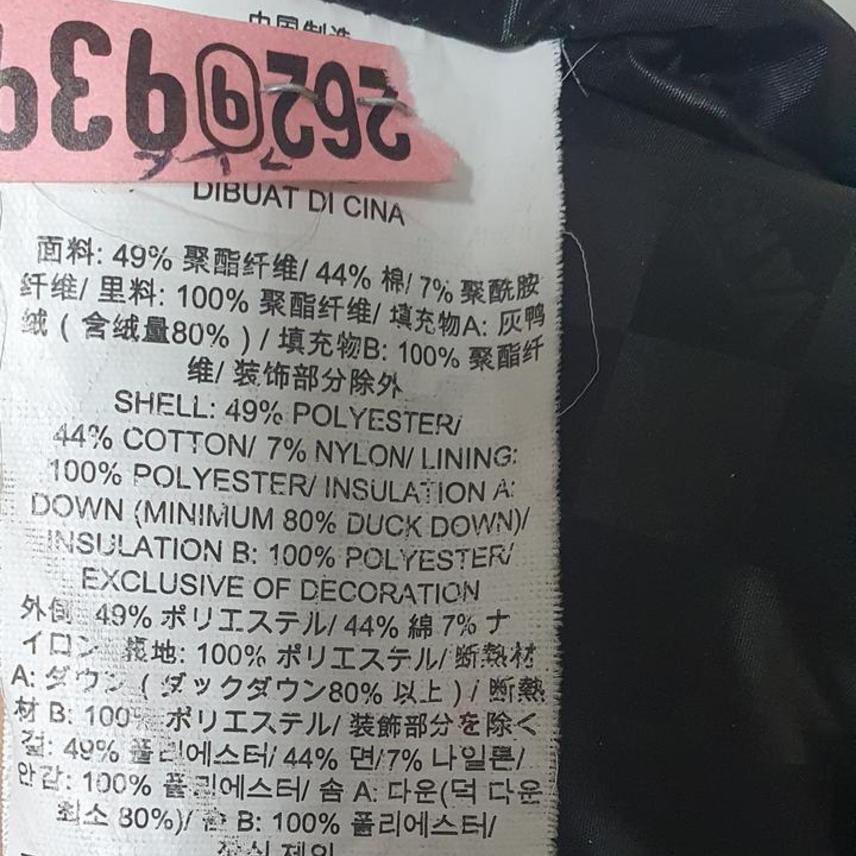 中国制造
262966 939
DIBUAT DI CINA
面料: 49% 聚酯纤维/ 44% 棉/ 7% 聚酰胺
纤维/ 里料: 100% 聚酯纤维/ 填充物A: 灰鸭
绒 ( 含绒量80% ) / 填充物B: 100% 聚酯纤
维/ 装饰部分除外
SHELL: 49% POLYESTER/
44% COTTON/ 7% NYLON/ LINING:
100% POLYESTER/ INSULATION A:
DOWN (MINIMUM 80% DUCK DOWN)/
INSULATION B: 100% POLYESTER/
EXCLUSIVE OF DECORATION
外側 49% ポリエステル/ 44% 綿 7% ナ
イロン 裏地: 100% ポリエステル/ 断熱材
A: ダウン ( ダックダウン80% 以上 ) / 断熱
材 B: 100% ポリエステル/ 装飾部分を除く
겉: 49% 폴리에스터/ 44% 면/7% 나일론/
안감: 100% 폴리에스터/ 솜 A: 다운(덕 다운
최소 80%)/ 솜 B: 100% 폴리에스터/
장식 제외